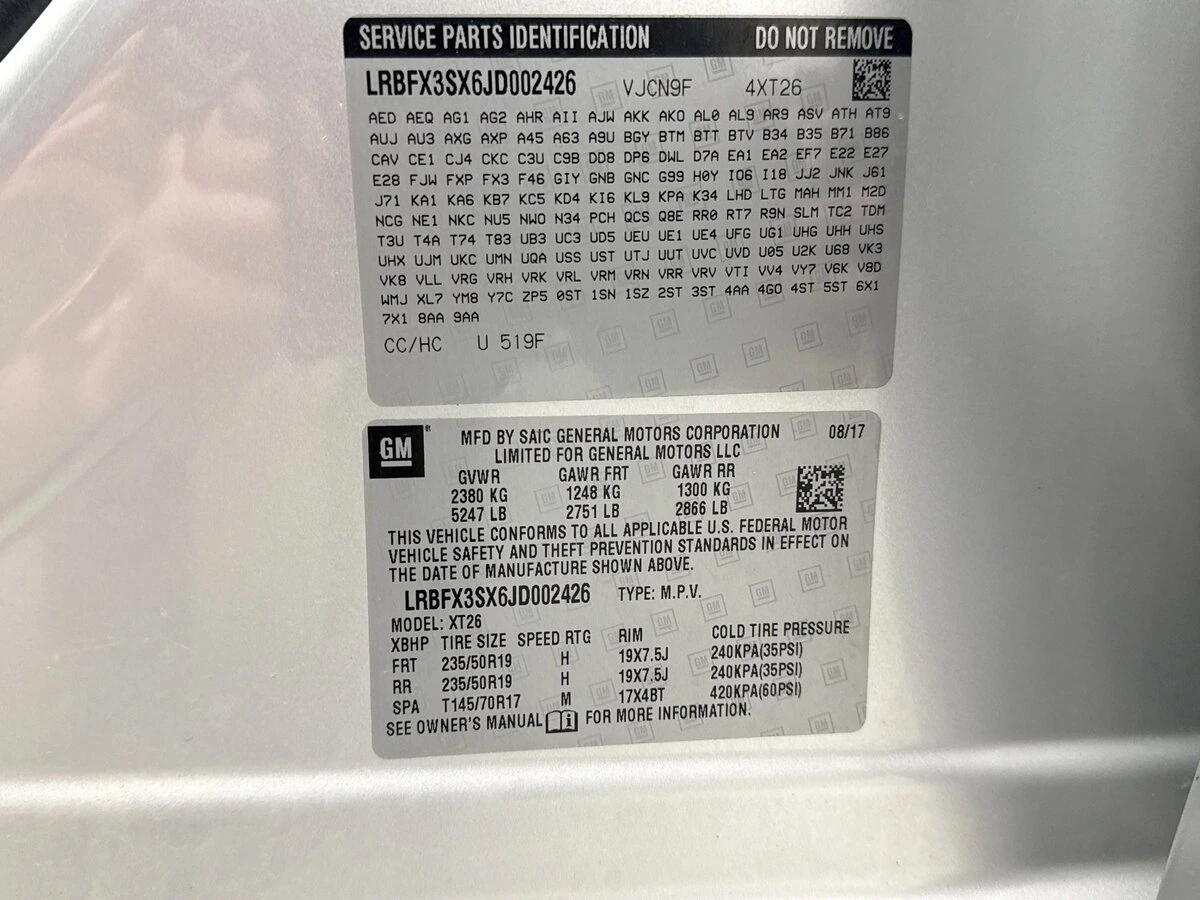 SERVICE PARTS IDENTIFICATION DO NOT REMOVE
LRBFX3SX6JD002426 VJCN9F 4XT26
AED AEQ AG1 AG2 AHR AII AJW AKK AKO AL0 AL9 AR9 ASV ATH AT9
AUJ AU3 AXG AXP A45 A63 A9U BGY BTM BTT BTV B34 B35 B71 B86
CAV CE1 CJ4 CKC C3U C9B DD8 DP6 DWL D7A EA1 EA2 EF7 E22 E27
E28 FJW FXP FX3 F46 GIY GNB GNC G99 H0Y IO6 I18 JJ2 JNK J61
J71 KA1 KA6 KB7 KC5 KD4 KI6 KL9 KPA K34 LHD LTG MAH MM1 M2D
NCG NE1 NKC NU5 NWO N34 PCH QCS Q8E RR0 RT7 R9N SLM TC2 TDM
T3U T4A T74 T83 UB3 UC3 UD5 UEU UE1 UE4 UFG UG1 UHG UHH UHS
UHX UJM UKC UMN UQA USS UST UTJ UUT UVC UVD U05 U2K U68 VK3
VK8 VLL VRG VRH VRK VRL VRM VRN VRR VRV VTI VV4 VY7 V6K V8D
WMJ XL7 YM8 Y7C ZP5 0ST 1SN 1SZ 2ST 3ST 4AA 4GO 4ST 5ST 6X1
7X1 8AA 9AA
CC/HC U 519F
GM® MFD BY SAIC GENERAL MOTORS CORPORATION 08/17
LIMITED FOR GENERAL MOTORS LLC
GVWR GAWR FRT GAWR RR
2380 KG 1248 KG 1300 KG
5247 LB 2751 LB 2866 LB
THIS VEHICLE CONFORMS TO ALL APPLICABLE U.S. FEDERAL MOTOR
VEHICLE SAFETY AND THEFT PREVENTION STANDARDS IN EFFECT ON
THE DATE OF MANUFACTURE SHOWN ABOVE.
LRBFX3SX6JD002426 TYPE: M.P.V.
MODEL: XT26
XBHP TIRE SIZE SPEED RTG RIM COLD TIRE PRESSURE
FRT 235/50R19 H 19X7.5J 240KPA(35PSI)
RR 235/50R19 H 19X7.5J 240KPA(35PSI)
SPA T145/70R17 M 17X4BT 420KPA(60PSI)
SEE OWNER'S MANUAL FOR MORE INFORMATION.